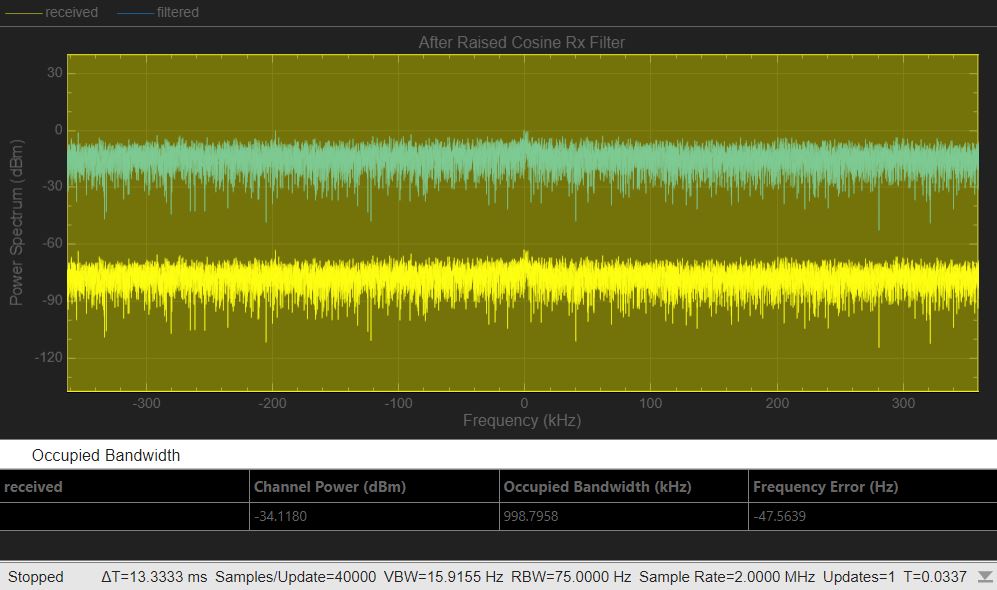 received filtered
After Raised Cosine Rx Filter
30
0
-30
-60
-90
-120
Power Spectrum (dBm)
-300 -200 -100 0 100 200 300
Frequency (kHz)
Occupied Bandwidth
received Channel Power (dBm) Occupied Bandwidth (kHz) Frequency Error (Hz)
-34.1180 998.7958 -47.5639
Stopped ΔT=13.3333 ms Samples/Update=40000 VBW=15.9155 Hz RBW=75.0000 Hz Sample Rate=2.0000 MHz Updates=1 T=0.0337